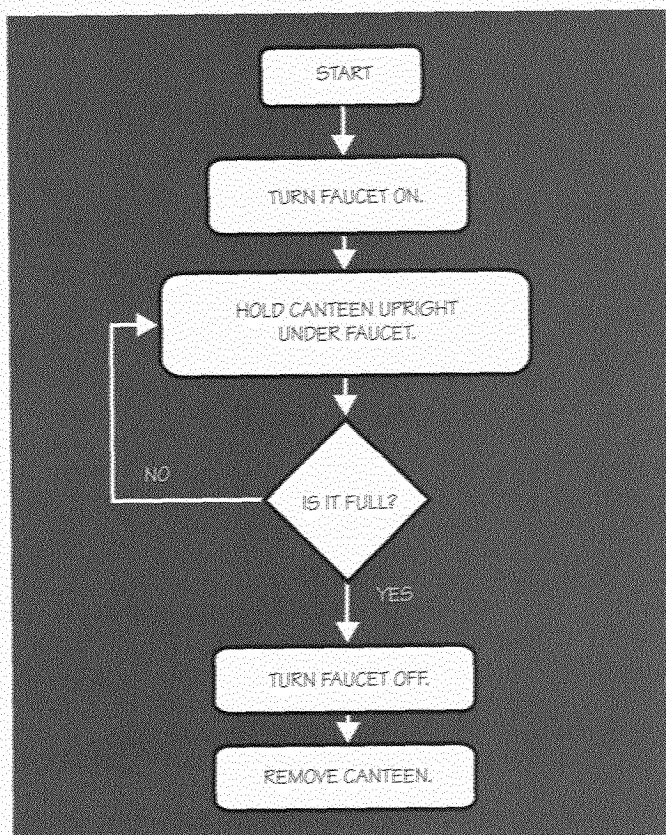 START
TURN FAUCET ON.
HOLD CANTEEN UPRIGHT
UNDER FAUCET.
IS IT FULL?
NO
YES
TURN FAUCET OFF.
REMOVE CANTEEN.